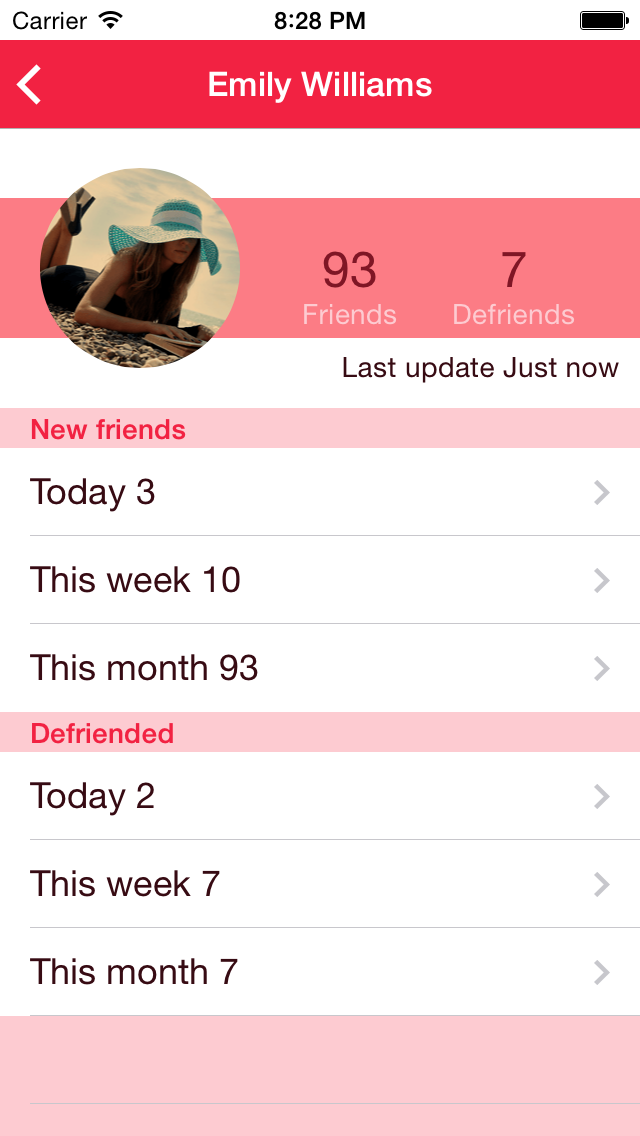 Carrier 8:28 PM
Emily Williams
93 7
Friends Defriends
Last update Just now
New friends
Today 3
This week 10
This month 93
Defriended
Today 2
This week 7
This month 7